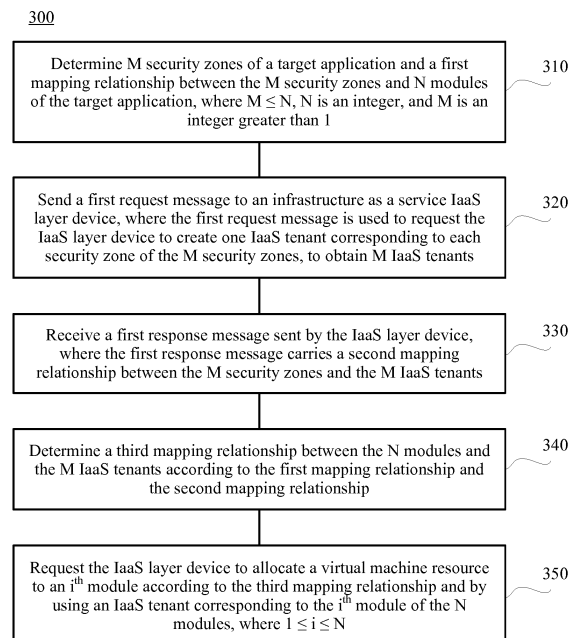 300
Determine M security zones of a target application and a first
mapping relationship between the M security zones and N modules
of the target application, where M ≤ N, N is an integer, and M is an
integer greater than 1
310
Send a first request message to an infrastructure as a service IaaS
layer device, where the first request message is used to request the
IaaS layer device to create one IaaS tenant corresponding to each
security zone of the M security zones, to obtain M IaaS tenants
320
Receive a first response message sent by the IaaS layer device,
where the first response message carries a second mapping
relationship between the M security zones and the M IaaS tenants
330
Determine a third mapping relationship between the N modules and
the M IaaS tenants according to the first mapping relationship and
the second mapping relationship
340
Request the IaaS layer device to allocate a virtual machine resource
to an ith module according to the third mapping relationship and by
using an IaaS tenant corresponding to the ith module of the N
modules, where 1 ≤ i ≤ N
350